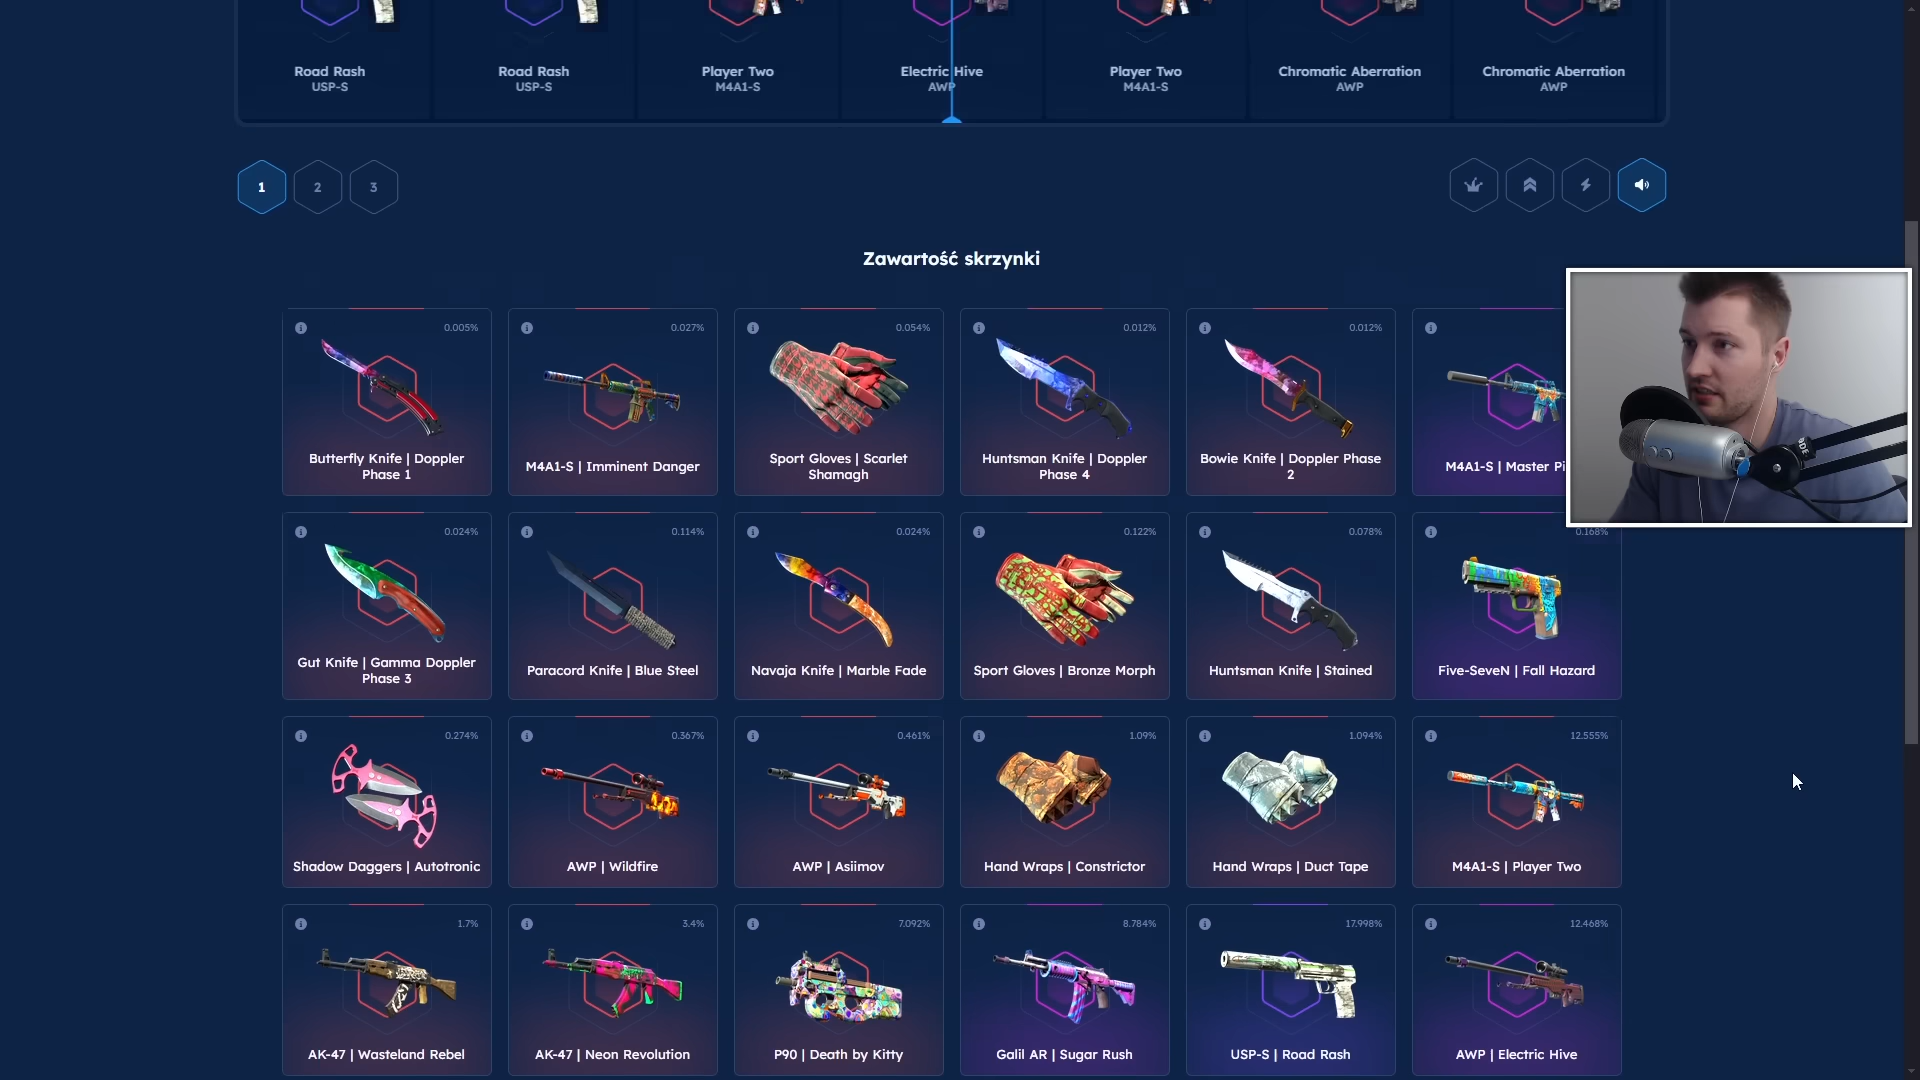 Road Rash
USP-S
Road Rash
USP-S
Player Two
M4A1-S
Electric Hive
AWP
Player Two
M4A1-S
Chromatic Aberration
AWP
Chromatic Aberration
AWP
1
2
3
Zawartość skrzynki
0.005%
Butterfly Knife | Doppler
Phase 1
0.027%
M4A1-S | Imminent Danger
0.054%
Sport Gloves | Scarlet
Shamagh
0.012%
Huntsman Knife | Doppler
Phase 4
0.012%
Bowie Knife | Doppler Phase
2
M4A1-S | Master
0.024%
Gut Knife | Gamma Doppler
Phase 3
0.114%
Paracord Knife | Blue Steel
0.024%
Navaja Knife | Marble Fade
0.122%
Sport Gloves | Bronze Morph
0.078%
Huntsman Knife | Stained
0.168%
Five-SeveN | Fall Hazard
0.274%
Shadow Daggers | Autotronic
0.367%
AWP | Wildfire
0.461%
AWP | Asiimov
1.09%
Hand Wraps | Constrictor
1.094%
Hand Wraps | Duct Tape
12.555%
M4A1-S | Player Two
1.7%
AK-47 | Wasteland Rebel
3.4%
AK-47 | Neon Revolution
7.092%
P90 | Death by Kitty
8.784%
Galil AR | Sugar Rush
17.998%
USP-S | Road Rash
12.468%
AWP | Electric Hive